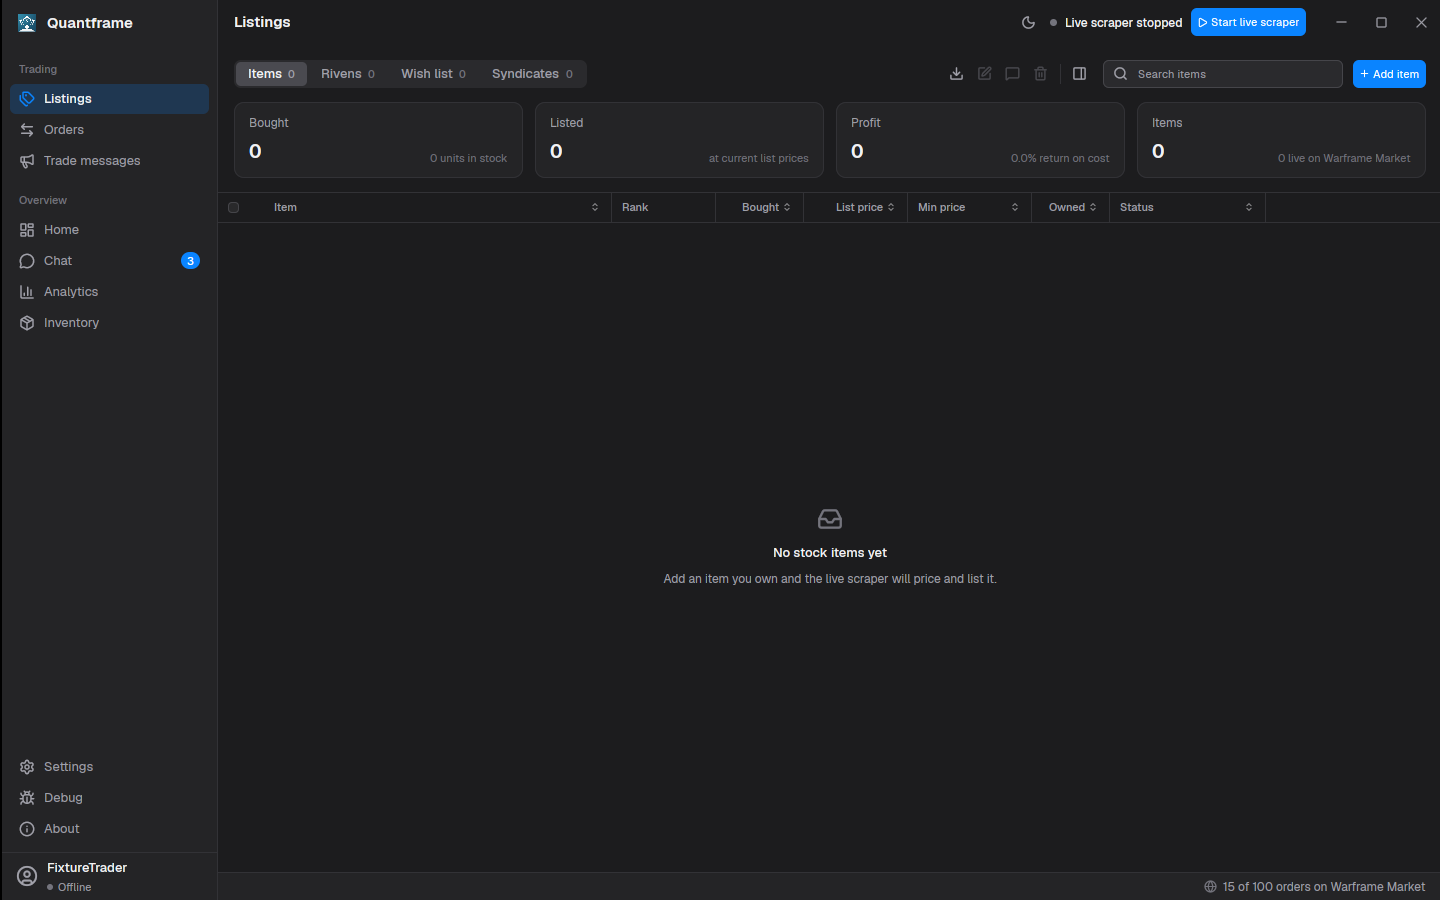 Quantframe
Trading
Listings
Orders
Trade messages
Overview
Home
Chat 3
Analytics
Inventory
Settings
Debug
About
FixtureTrader
Offline
Listings
Live scraper stopped
Start live scraper
Items 0
Rivens 0
Wish list 0
Syndicates 0
Search items
+ Add item
Bought
0
0 units in stock
Listed
0
at current list prices
Profit
0
0.0% return on cost
Items
0
0 live on Warframe Market
Item
Rank
Bought
List price
Min price
Owned
Status
No stock items yet
Add an item you own and the live scraper will price and list it.
15 of 100 orders on Warframe Market